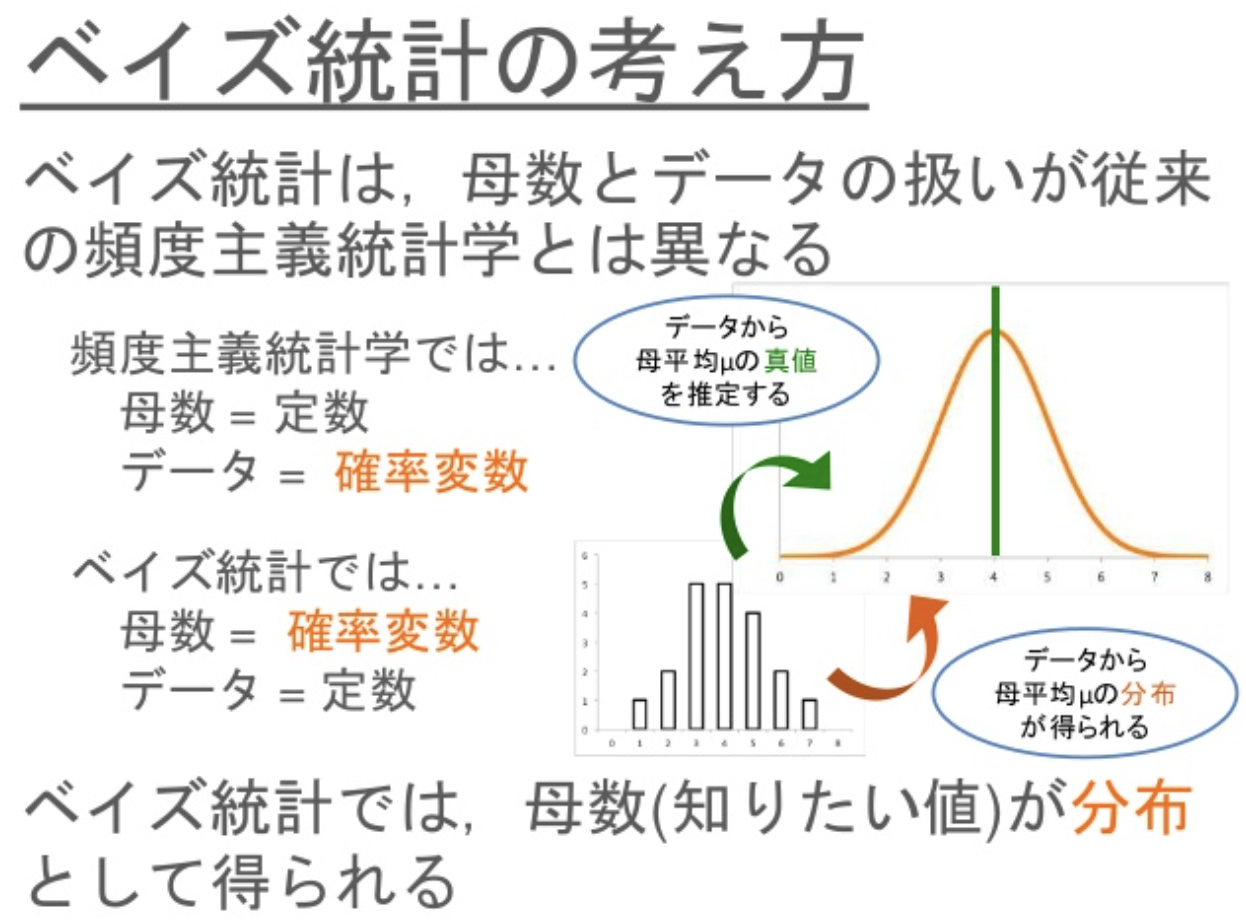 ベイズ統計の考え方
ベイズ統計は, 母数とデータの扱いが従来
の頻度主義統計学とは異なる
頻度主義統計学では…
母数 = 定数
データ = 確率変数
ベイズ統計では…
母数 = 確率変数
データ = 定数
データから
母平均μの真値
を推定する
0 1 2 3 4 5 6 7 8
6
5
4
3
2
1
0
0 1 2 3 4 5 6 7 8
データから
母平均μの分布
が得られる
ベイズ統計では, 母数(知りたい値)が分布
として得られる